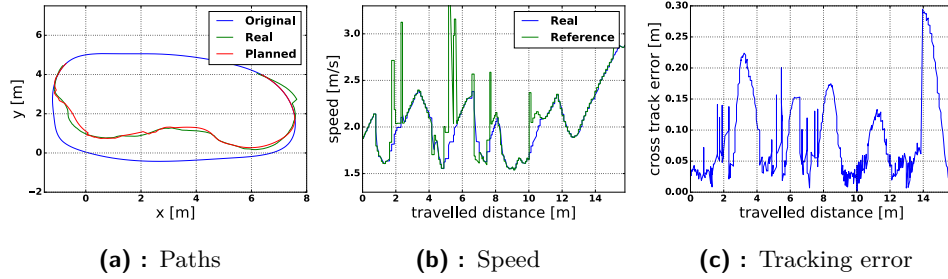 Original
Real
Planned
y [m]
6
4
2
0
−2
0
2
4
6
x [m]
Real
Reference
speed [m/s]
3.0
2.5
2.0
1.5
0
2
4
6
8
10
12
14
travelled distance [m]
cross track error [m]
0.30
0.25
0.20
0.15
0.10
0.05
0.00
0
2
4
6
8
10
12
14
travelled distance [m]
(a) : Paths
(b) : Speed
(c) : Tracking error